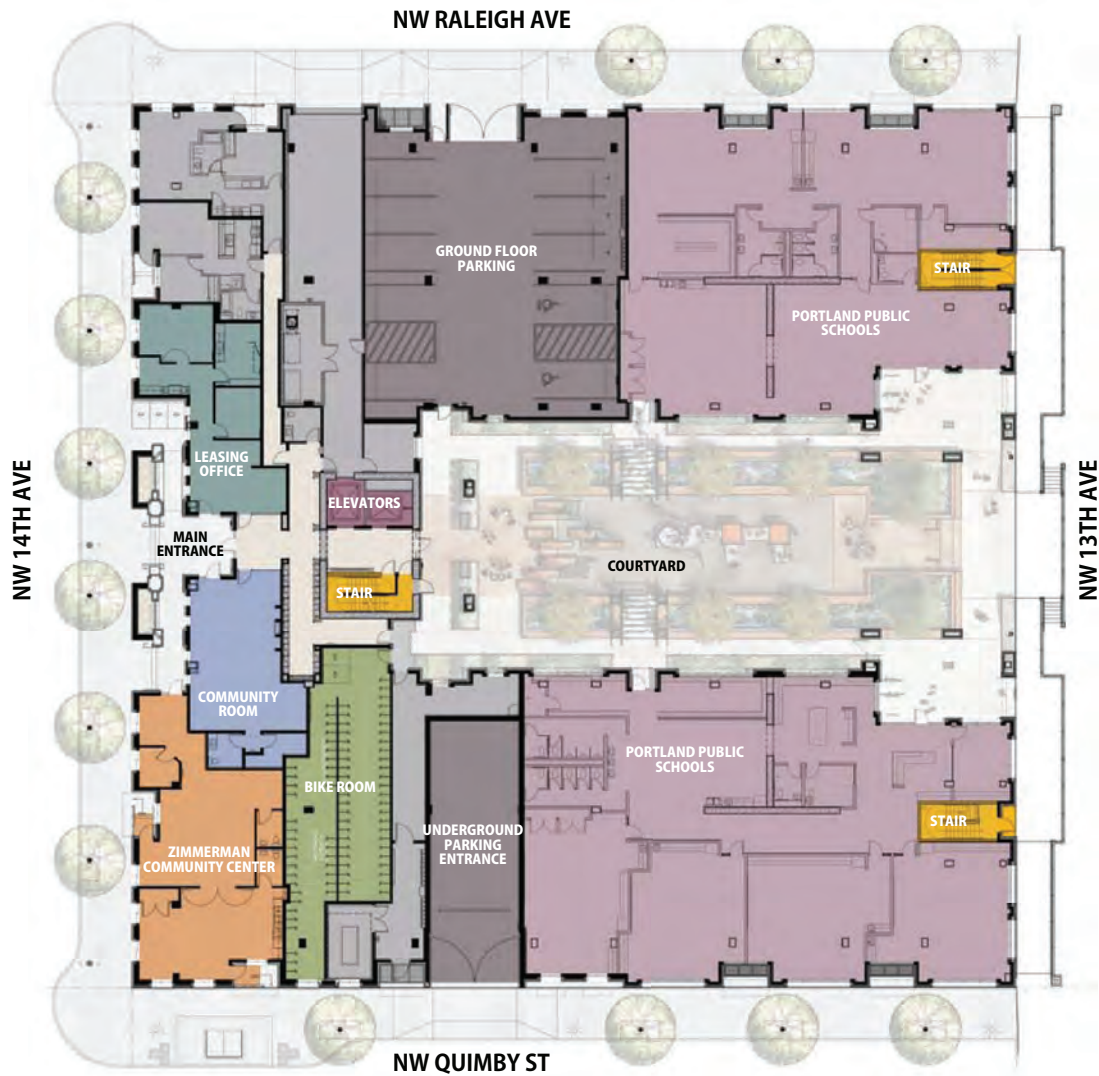 NW RALEIGH AVE
GROUND FLOOR
PARKING
STAIR
PORTLAND PUBLIC
SCHOOLS
LEASING
OFFICE
ELEVATORS
NW 14TH AVE
MAIN
ENTRANCE
COURTYARD
NW 13TH AVE
STAIR
COMMUNITY
ROOM
PORTLAND PUBLIC
SCHOOLS
BIKE ROOM
STAIR
UNDERGROUND
PARKING
ENTRANCE
ZIMMERMAN
COMMUNITY CENTER
NW QUIMBY ST